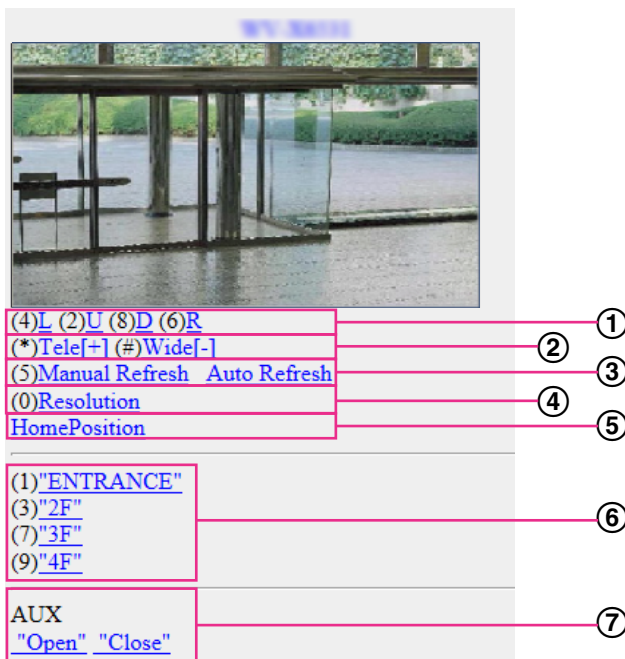 (4)L (2)U (8)D (6)R
①
(*)Tele[+] (#)Wide[-]
②
(5)Manual Refresh Auto Refresh
③
(0)Resolution
④
HomePosition
⑤
(1)"ENTRANCE"
(3)"2F"
(7)"3F"
(9)"4F"
⑥
AUX
"Open" "Close"
⑦